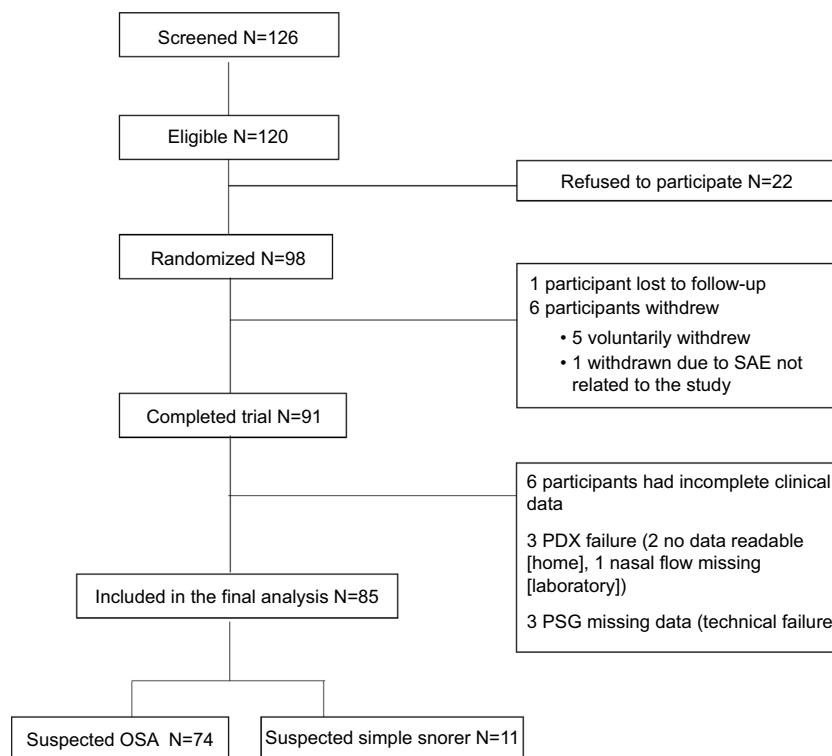 Screened N=126
Eligible N=120
Refused to participate N=22
Randomized N=98
1 participant lost to follow-up
6 participants withdrew
• 5 voluntarily withdrew
• 1 withdrawn due to SAE not
related to the study
Completed trial N=91
6 participants had incomplete clinical
data
3 PDX failure (2 no data readable
[home], 1 nasal flow missing
[laboratory])
3 PSG missing data (technical failure
Included in the final analysis N=85
Suspected OSA N=74
Suspected simple snorer N=11